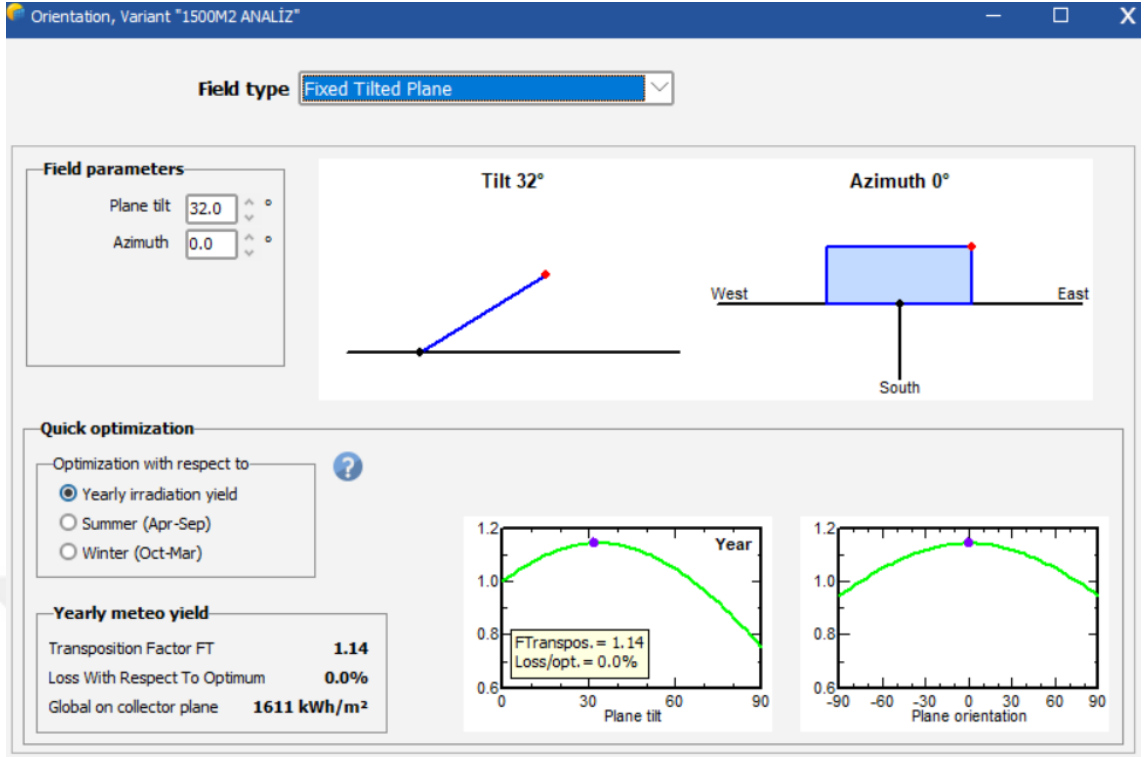 Orientation, Variant "1500M2 ANALİZ"
Field type Fixed Tilted Plane
Field parameters
Plane tilt 32.0 °
Azimuth 0.0 °
Tilt 32°
Azimuth 0°
West
East
South
Quick optimization
Optimization with respect to
Yearly irradiation yield
Summer (Apr-Sep)
Winter (Oct-Mar)
Yearly meteo yield
Transposition Factor FT 1.14
Loss With Respect To Optimum 0.0%
Global on collector plane 1611 kWh/m²
1.2
1.0
0.8
0.6
Year
FTranspos. = 1.14
Loss/opt. = 0.0%
0 30 60 90
Plane tilt
1.2
1.0
0.8
0.6
-90 -60 -30 0 30 60 90
Plane orientation